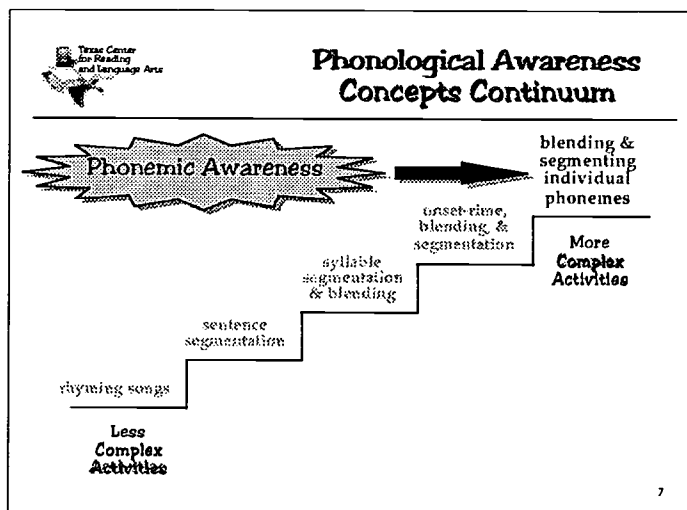 Texas Center
for Reading
and Language Arts
Phonological Awareness
Concepts Continuum
Phonemic Awareness
blending &
segmenting
individual
phonemes
onset-rime,
blending, &
segmentation
More
Complex
Activities
syllable
segmentation
& blending
sentence
segmentation
rhyming songs
Less
Complex
Activities
7